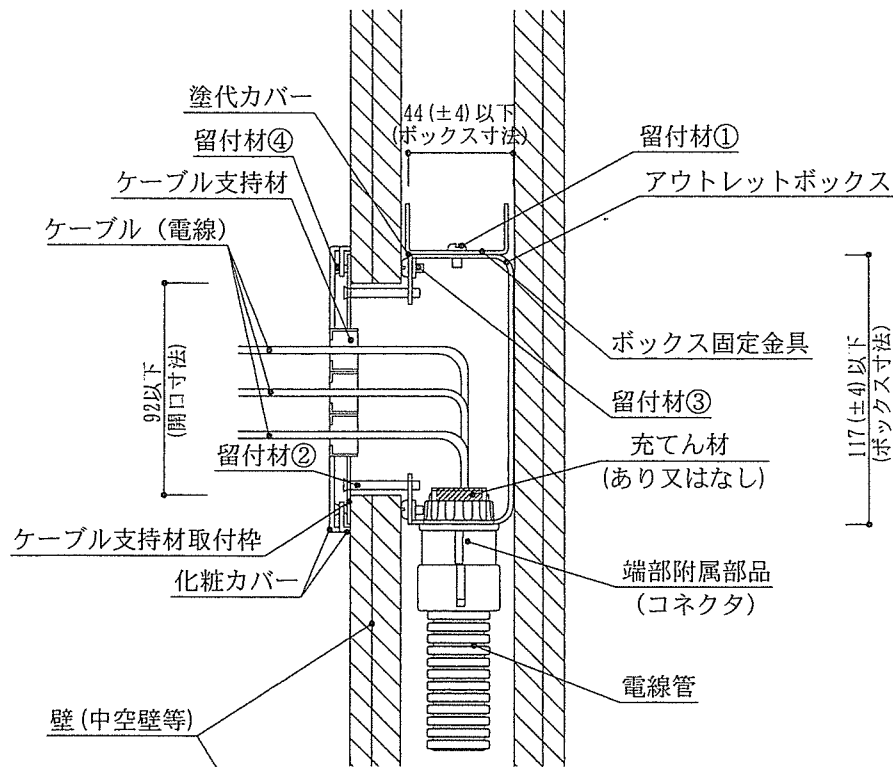 塗代カバー
44(±4)以下
(ボックス寸法)
留付材①
留付材④
ケーブル支持材
アウトレットボックス
ケーブル（電線）
ボックス固定金具
92以下
(開口寸法)
117(±4)以下
(ボックス寸法)
留付材③
留付材②
充てん材
(あり又はなし)
ケーブル支持材取付枠
化粧カバー
端部附属部品
(コネクタ)
電線管
壁(中空壁等)